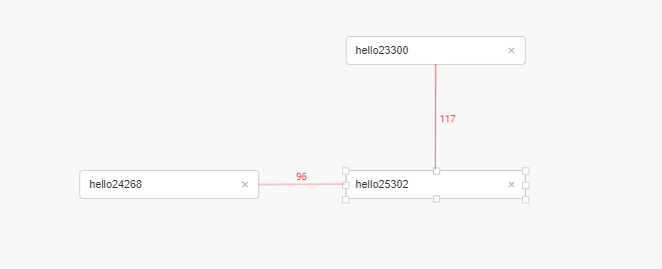 hello23300 ×
117
96
hello24268 ×
hello25302 ×